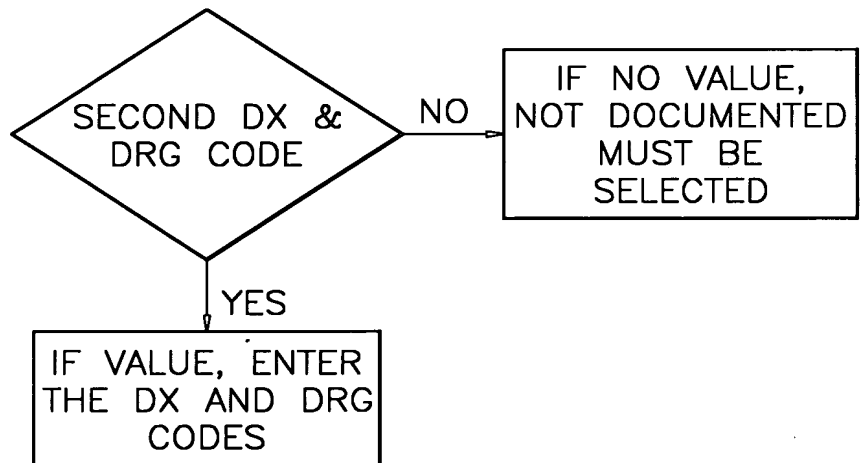 SECOND DX &
DRG CODE
NO
IF NO VALUE,
NOT DOCUMENTED
MUST BE
SELECTED
YES
IF VALUE, ENTER
THE DX AND DRG
CODES